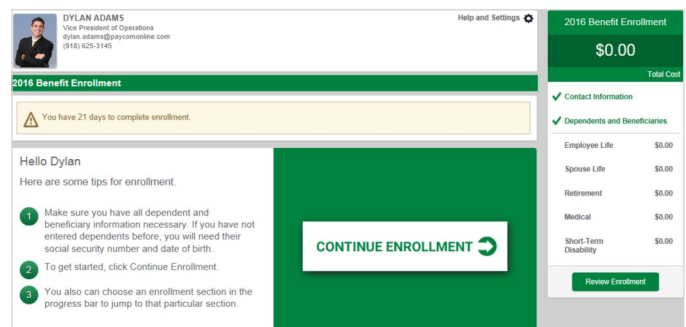 DYLAN ADAMS
Vice President of Operations
dylan.adams@paycomonline.com
(918) 625-3145
Help and Settings
2016 Benefit Enrollment
You have 21 days to complete enrollment.
Hello Dylan
Here are some tips for enrollment.
1 Make sure you have all dependent and
beneficiary information necessary. If you have not
entered dependents before, you will need their
social security number and date of birth.
2 To get started, click Continue Enrollment.
3 You also can choose an enrollment section in the
progress bar to jump to that particular section.
CONTINUE ENROLLMENT
2016 Benefit Enrollment
$0.00
Total Cost
Contact Information
Dependents and Beneficiaries
Employee Life $0.00
Spouse Life $0.00
Retirement $0.00
Medical $0.00
Short-Term $0.00
Disability
Review Enrollment